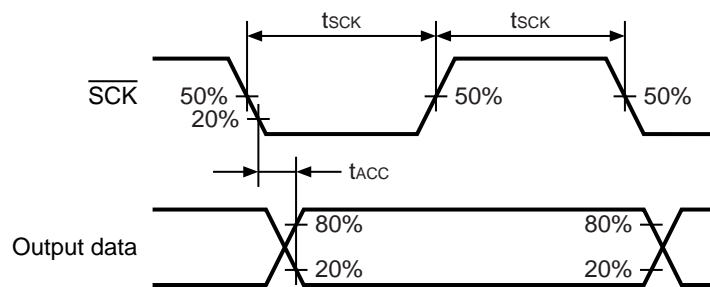 tSCK tSCK
SCK 50% 50% 50%
20%
tACC
80% 80%
Output data
20% 20%